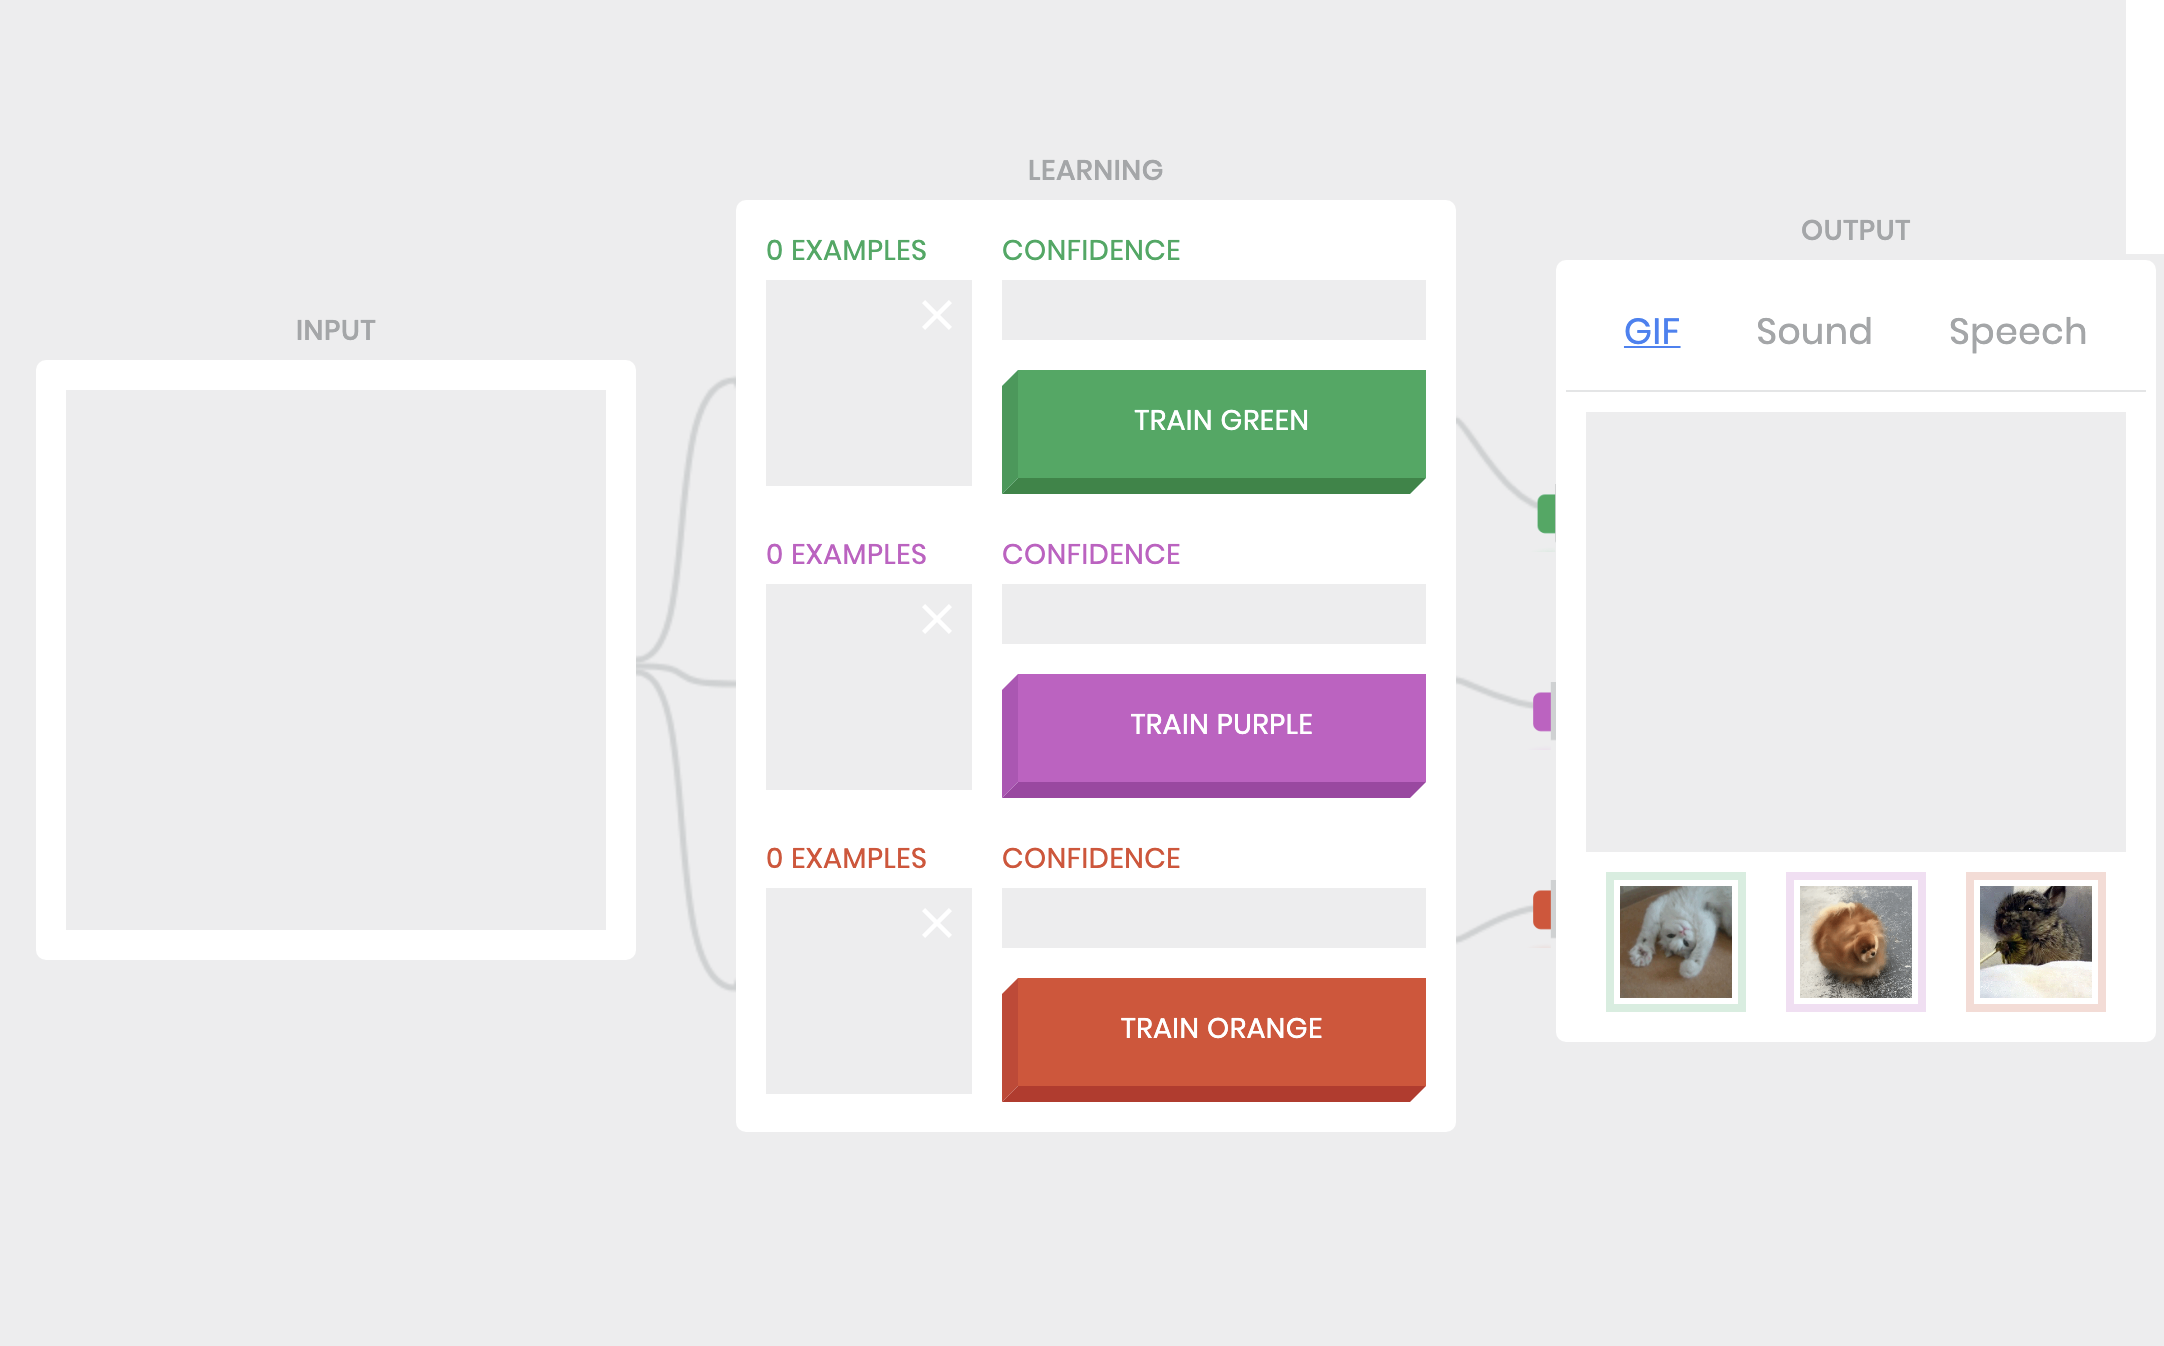 LEARNING
OUTPUT
INPUT
0 EXAMPLES
CONFIDENCE
TRAIN GREEN
0 EXAMPLES
CONFIDENCE
TRAIN PURPLE
0 EXAMPLES
CONFIDENCE
TRAIN ORANGE
GIF Sound Speech